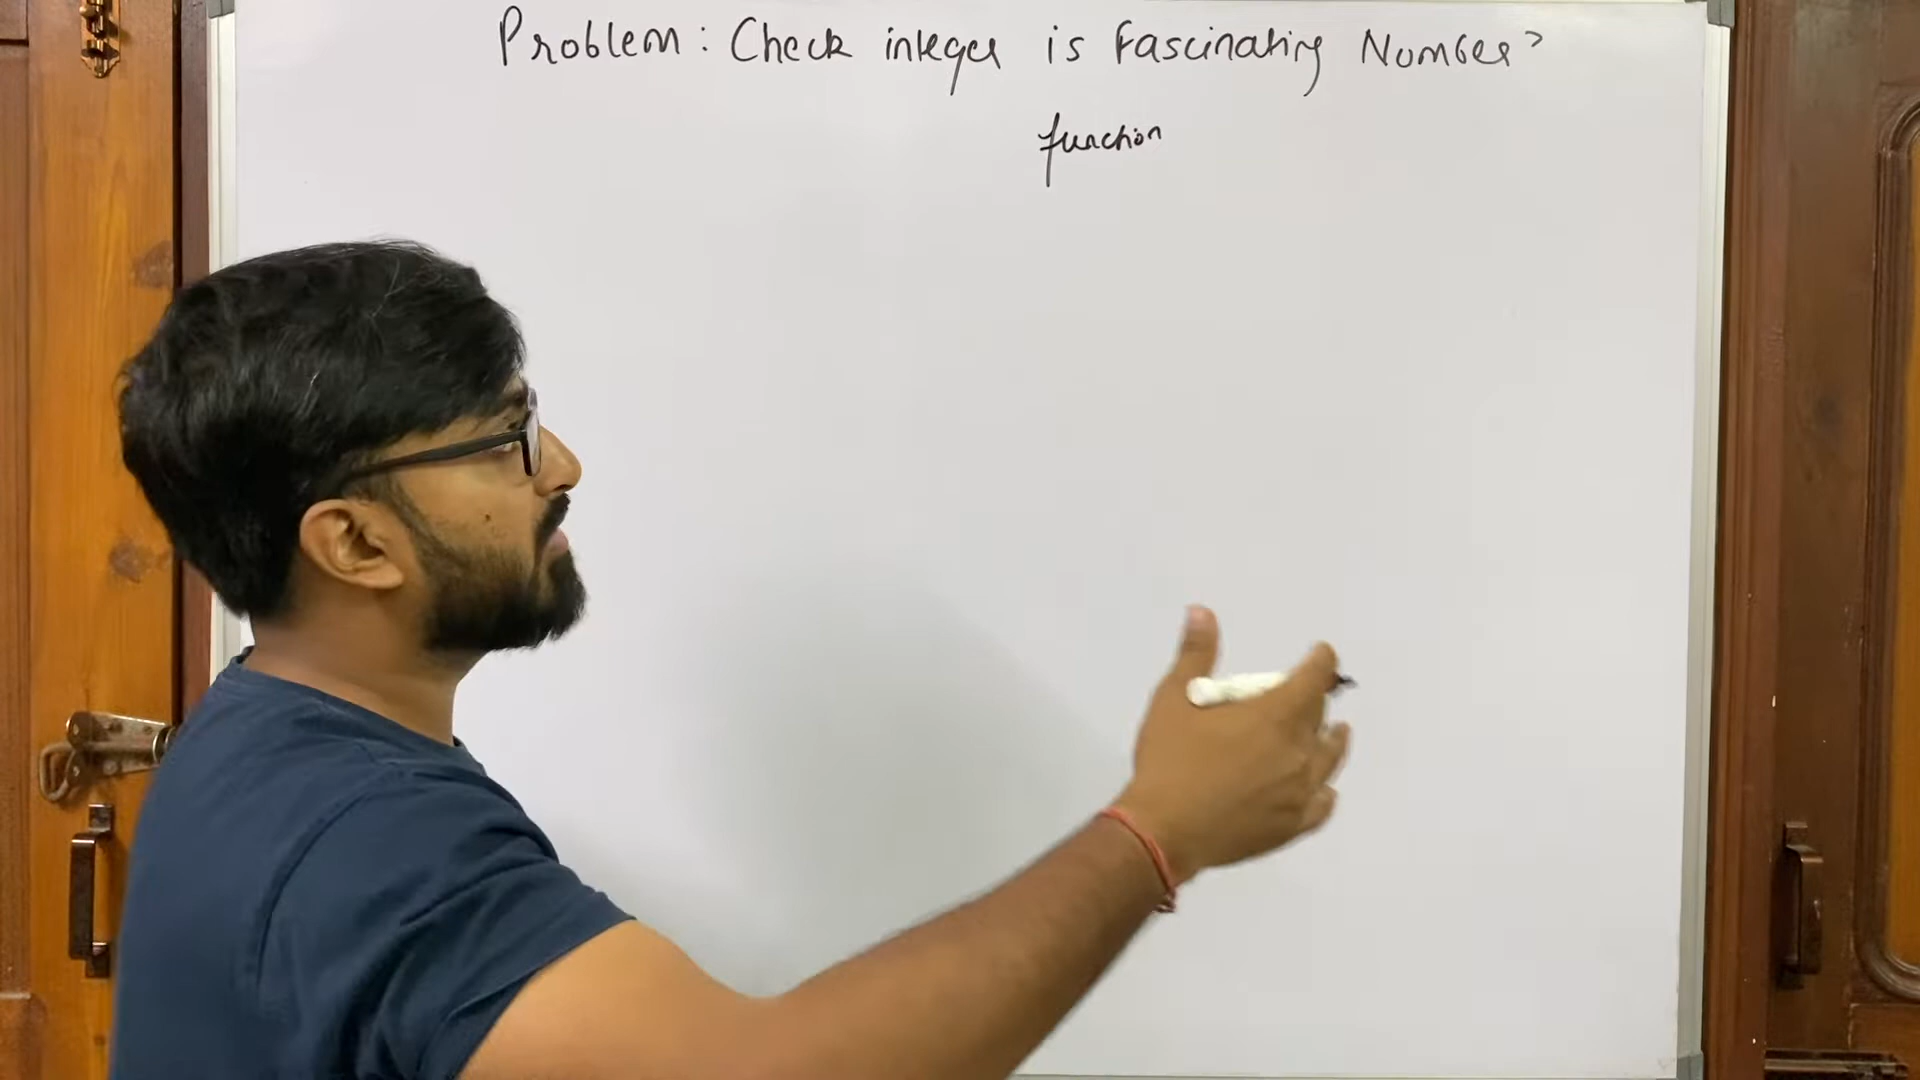 Problem: Check integer is Fascinating Number?
function